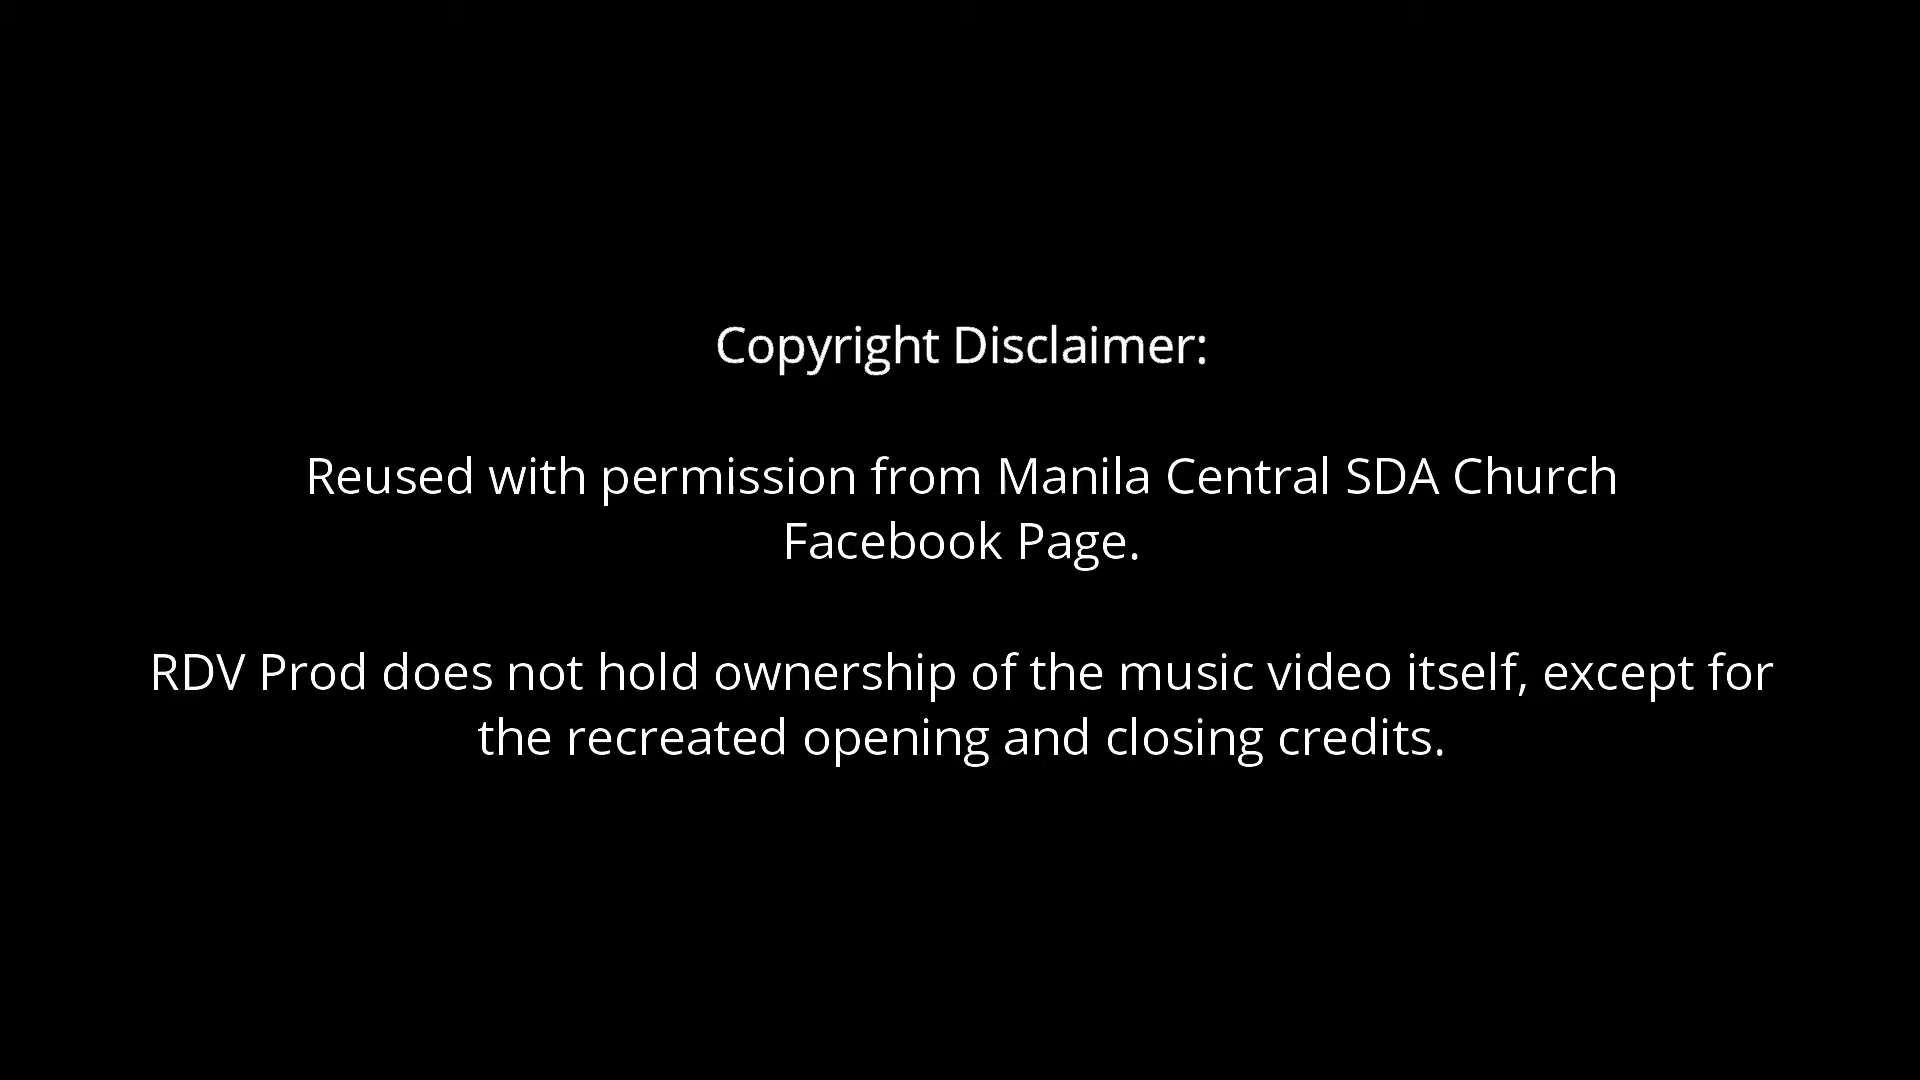 Copyright Disclaimer:
Reused with permission from Manila Central SDA Church
Facebook Page.
RDV Prod does not hold ownership of the music video itself, except for
the recreated opening and closing credits.